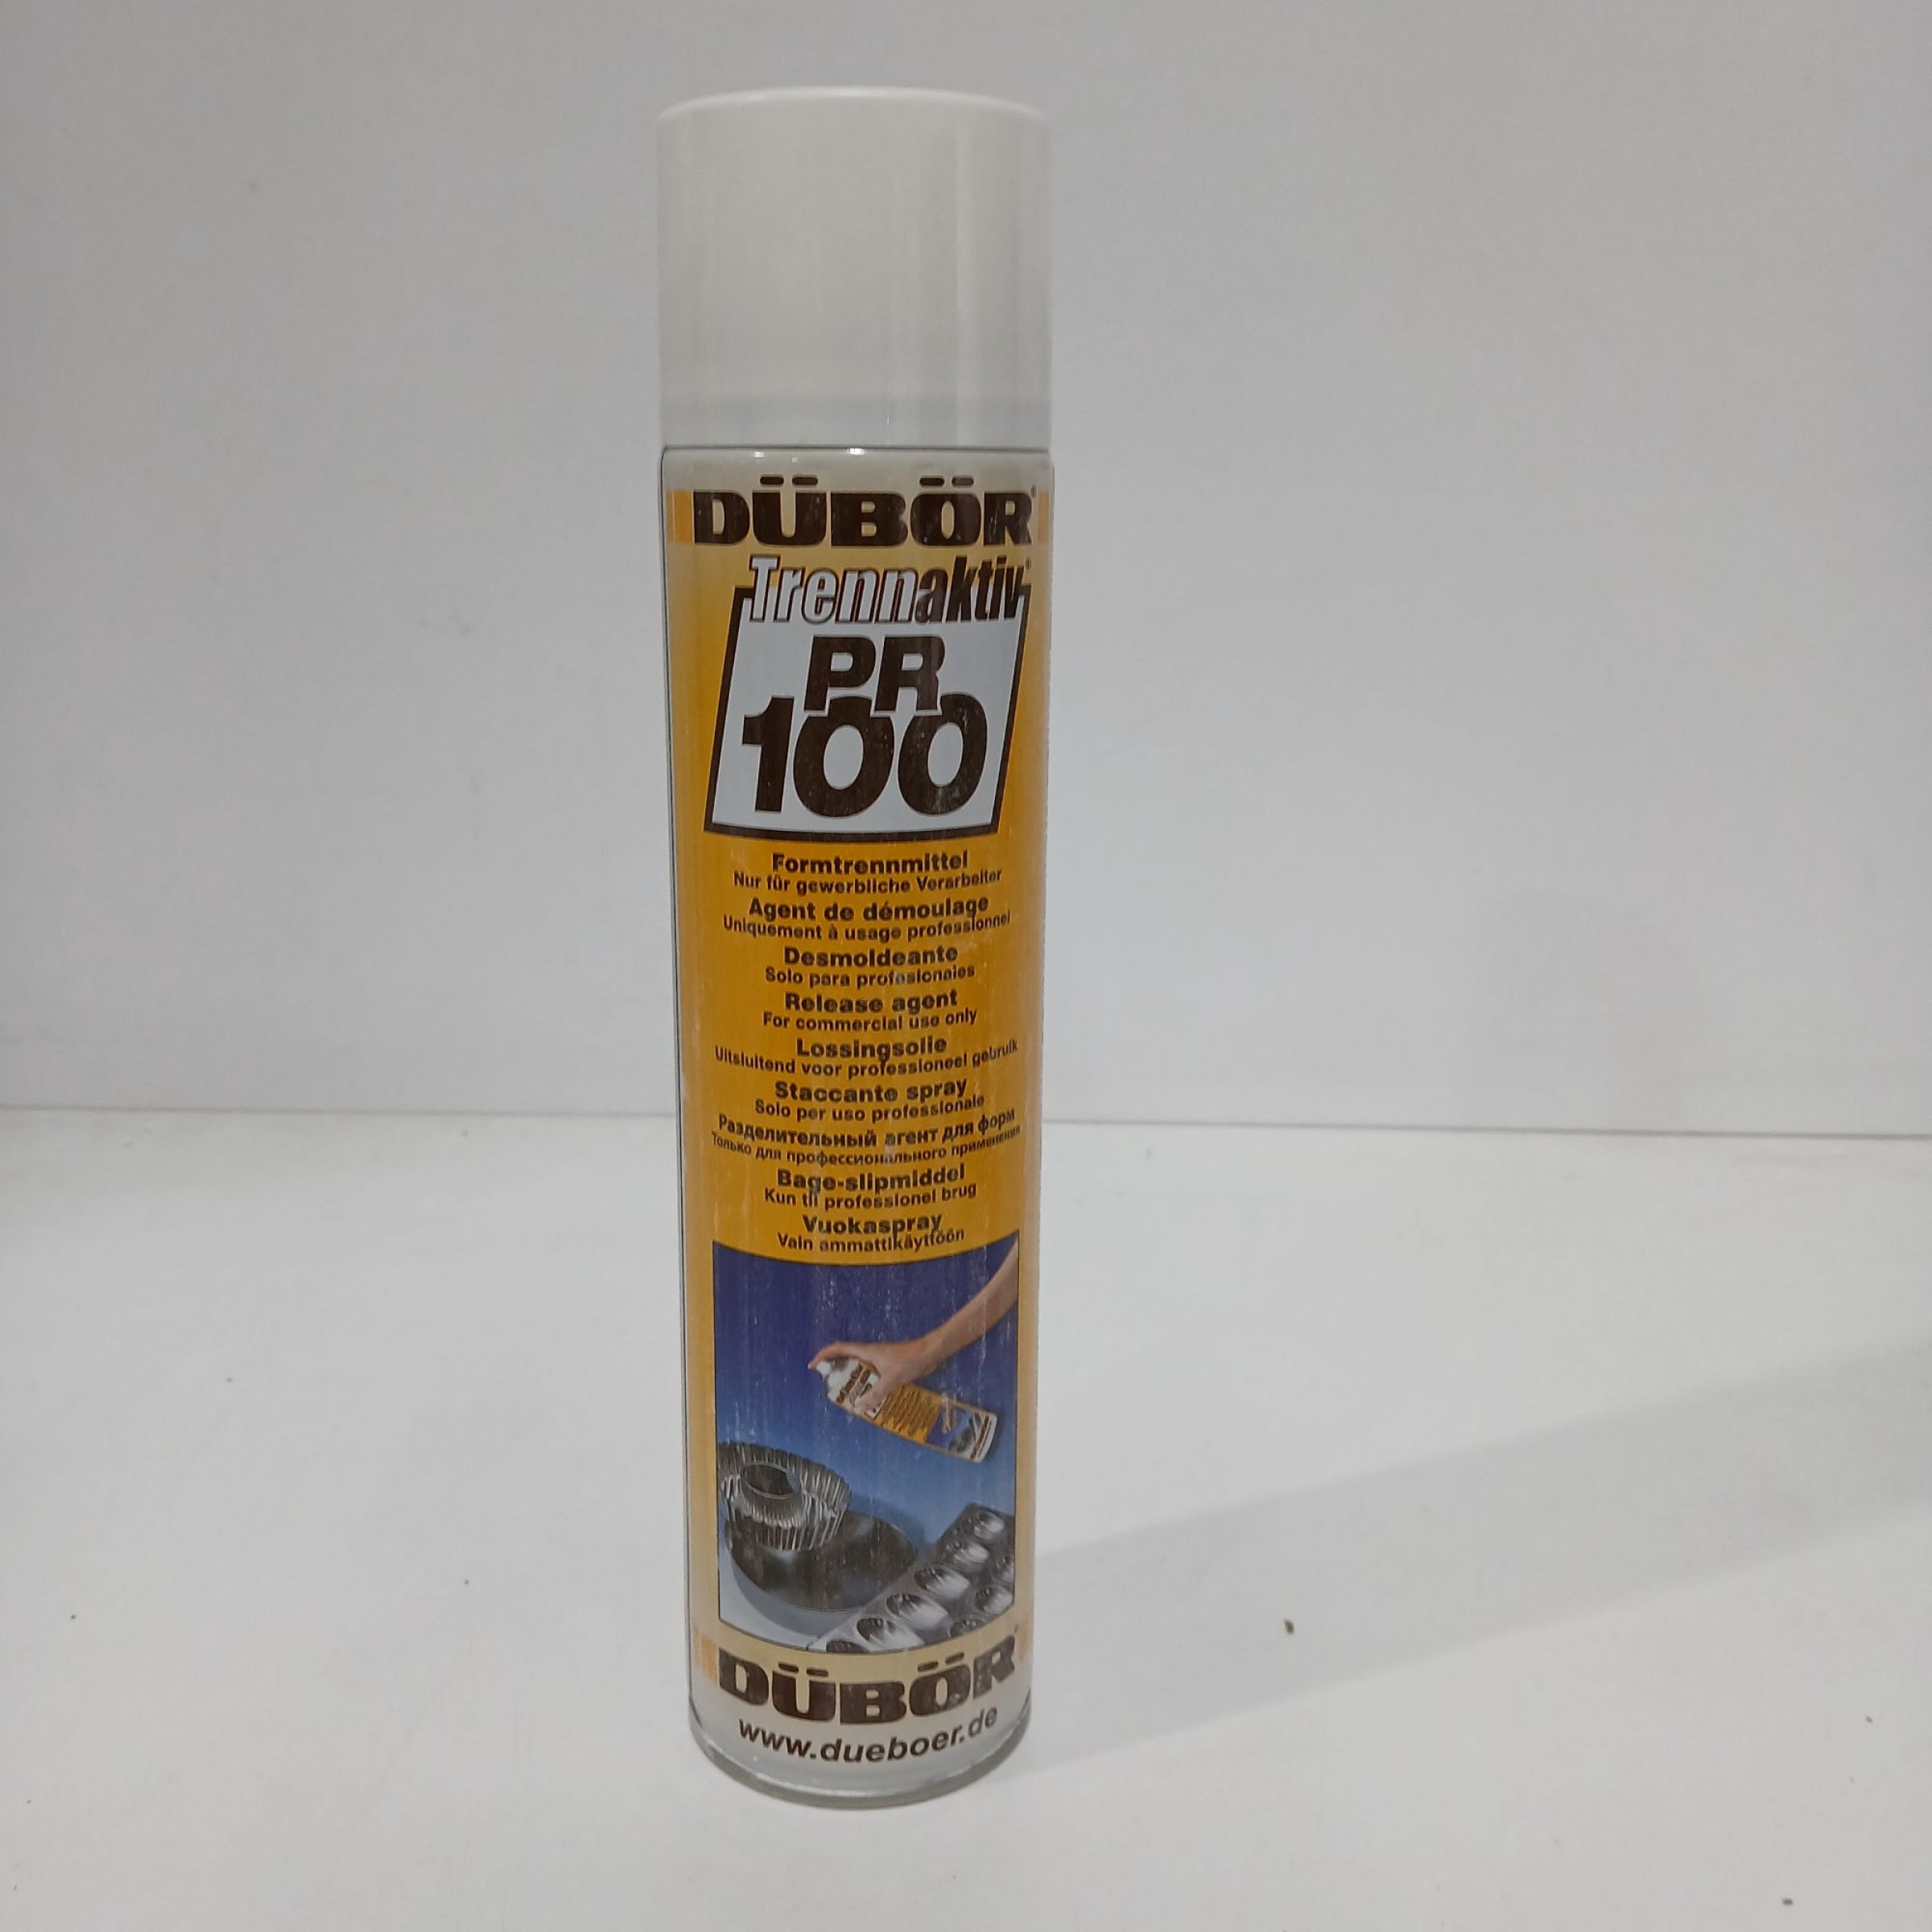 DÜBÖR®
Trennaktiv®
PR
100
Formtrennmittel
Nur für gewerbliche Verarbeiter
Agent de démoulage
Uniquement à usage professionnel
Desmoldeante
Solo para profesionales
Release agent
For commercial use only
Lossingsolie
Uitsluitend voor professioneel gebruik
Staccante spray
Solo per uso professionale
Разделительный агент для форм
Только для профессионального применения
Bage-slipmiddel
Kun til professionel brug
Vuokaspray
Vain ammattikäyttöön
DÜBÖR®
www.dueboer.de